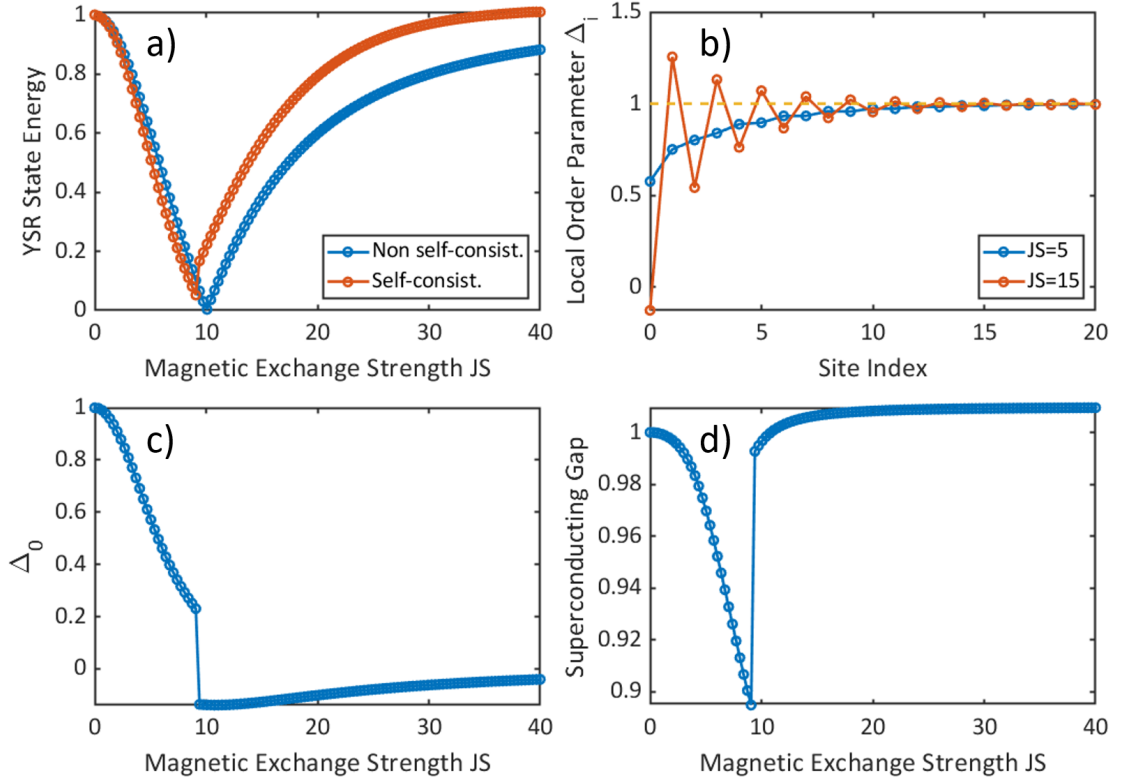 a)
YSR State Energy
1
0.8
0.6
0.4
0.2
0
Non self-consist.
Self-consist.
0 10 20 30 40
Magnetic Exchange Strength JS
b)
Local Order Parameter Δi
1.5
1
0.5
0
JS=5
JS=15
0 5 10 15 20
Site Index
c)
Δ0
1
0.8
0.6
0.4
0.2
0
0 10 20 30 40
Magnetic Exchange Strength JS
d)
Superconducting Gap
1
0.98
0.96
0.94
0.92
0.9
0 10 20 30 40
Magnetic Exchange Strength JS